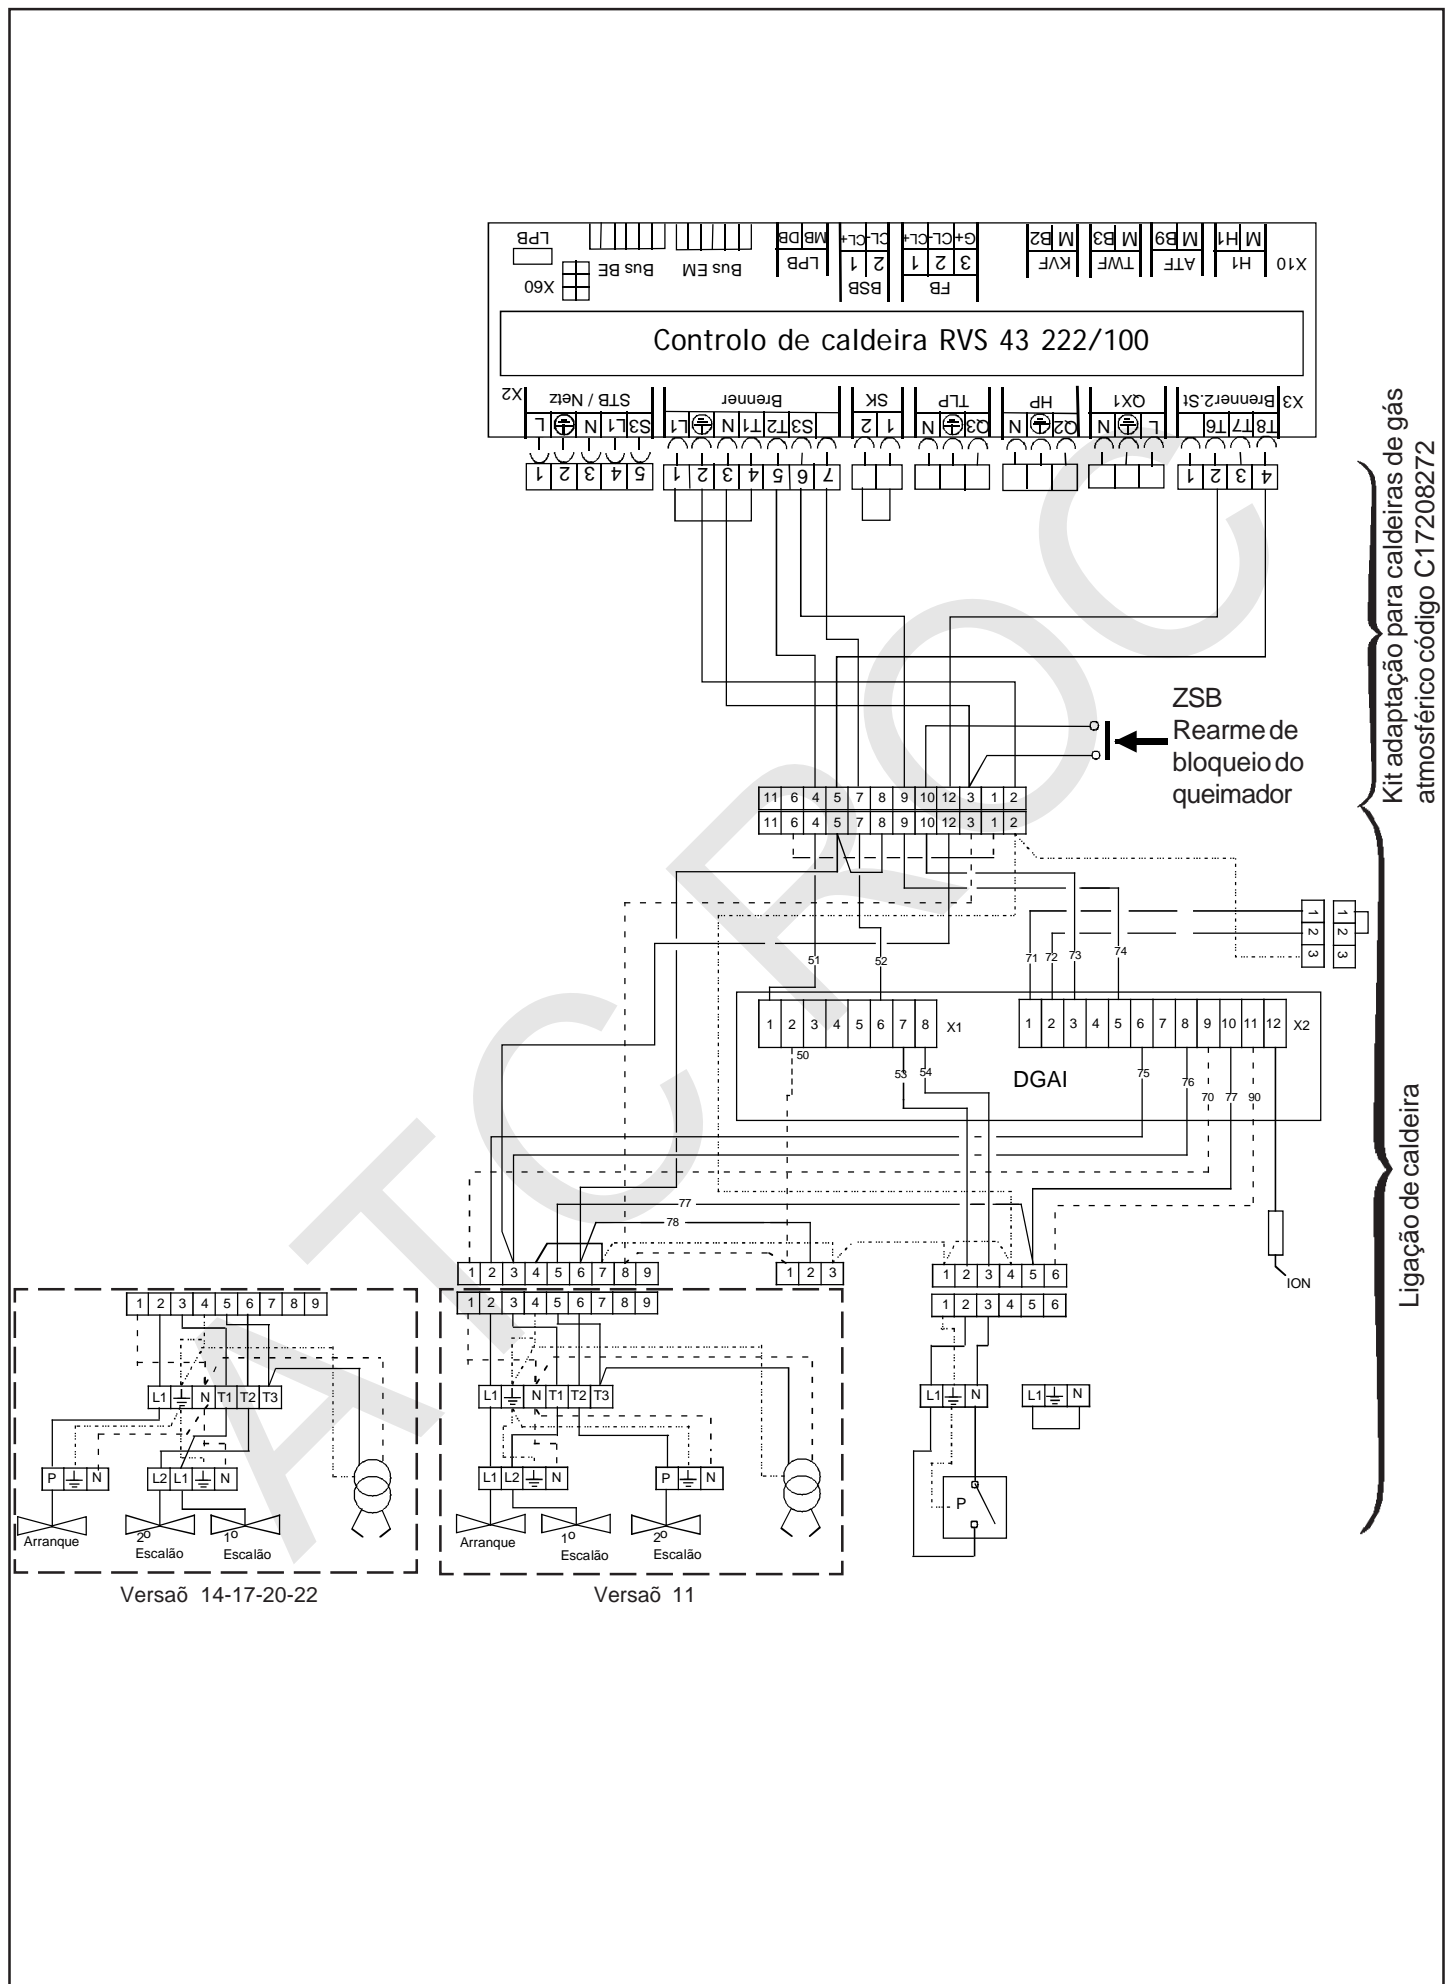 LPB
X60
Bus BE
Bus EM
MB DB
LPB
CL- CL+
2 1
BSB
G+ CL- CL+
3 2 1
FB
M B2
KVF
M B3
TWF
M B9
ATF
M H1
H1
X10
Controlo de caldeira RVS 43 222/100
X2
STB / Netz
L N L1 S3
1 2 3 4 5
Brenner
L1 N T1 T2 S3
1 2 3 4 5 6 7
SK
2 1
TLP
N Q3
HP
N Q2
QX1
N L
Brenner2.St
X3
T6 T7 T8
1 2 3 4
Kit adaptação para caldeiras de gás
atmosférico código C17208272
ZSB
Rearme de
bloqueio do
queimador
11 6 4 5 7 8 9 10 12 3 1 2
11 6 4 5 7 8 9 10 12 3 1 2
1 1
2 2
3 3
51
52
71
72
73
74
1 2 3 4 5 6 7 8
X1
1 2 3 4 5 6 7 8 9 10 11 12
X2
50
53
54
DGAI
75
76
70
77
90
Ligação de caldeira
77
78
ION
1 2 3 4 5 6 7 8 9
1 2 3
1 2 3 4 5 6
1 2 3 4 5 6 7 8 9
1 2 3 4 5 6 7 8 9
1 2 3 4 5 6
L1 N T1 T2 T3
L1 N T1 T2 T3
L1 N
L1 N
P N
L2 L1 N
L1 L2 N
P N
P
Arranque
2º
Escalão
1º
Escalão
Arranque
1º
Escalão
2º
Escalão
Versaõ 14-17-20-22
Versaõ 11
ATCROC